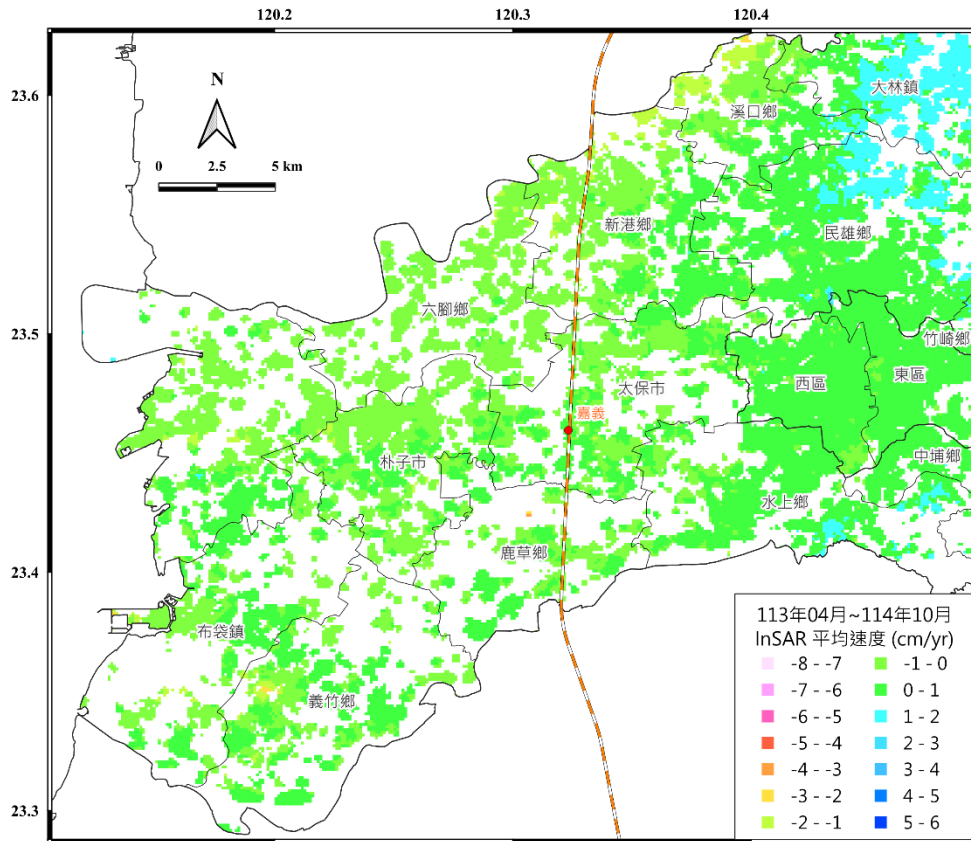 120.2
120.3
120.4
23.6
23.5
23.4
23.3
N
0 2.5 5 km
大林鎮
溪口鄉
新港鄉
民雄鄉
六腳鄉
竹崎鄉
太保市
西區
東區
嘉義
朴子市
中埔鄉
水上鄉
鹿草鄉
布袋鎮
義竹鄉
113年04月~114年10月
InSAR 平均速度 (cm/yr)
-8 - -7
-7 - -6
-6 - -5
-5 - -4
-4 - -3
-3 - -2
-2 - -1
-1 - 0
0 - 1
1 - 2
2 - 3
3 - 4
4 - 5
5 - 6